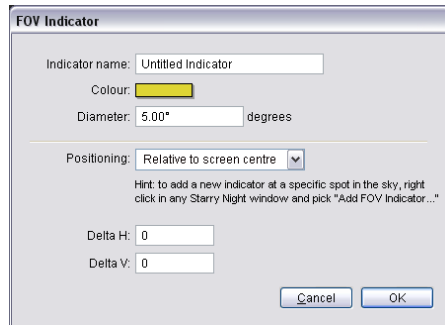 FOV Indicator
Indicator name: Untitled Indicator
Colour:
Diameter: 5.00° degrees
Positioning: Relative to screen centre
Hint: to add a new indicator at a specific spot in the sky, right
click in any Starry Night window and pick "Add FOV Indicator..."
Delta H: 0
Delta V: 0
Cancel OK